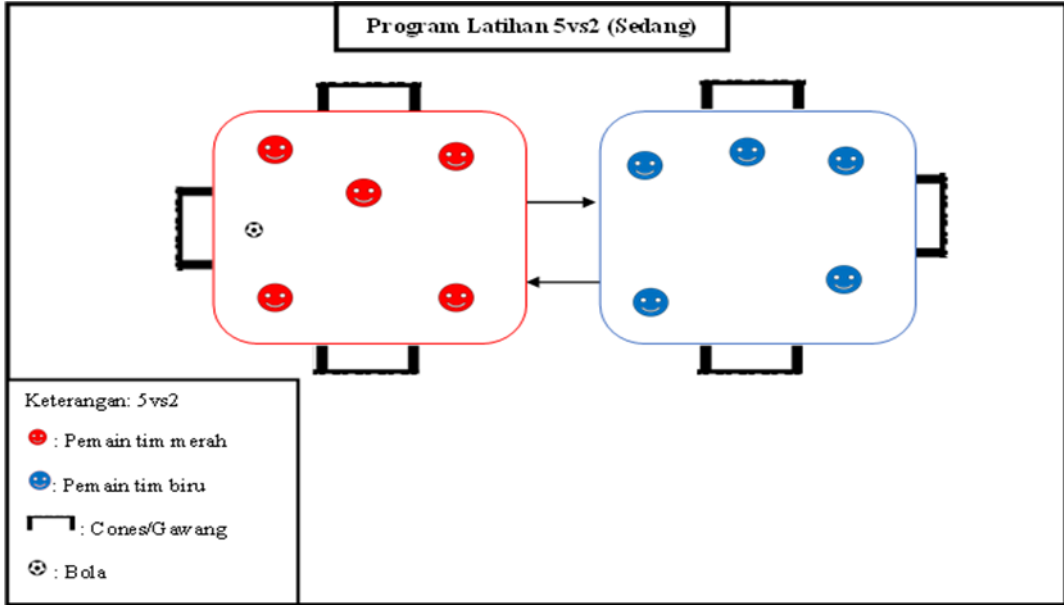 Program Latihan 5vs2 (Sedang)
Keterangan: 5vs2
: Pemain tim merah
: Pemain tim biru
: Cones/Gawang
: Bola